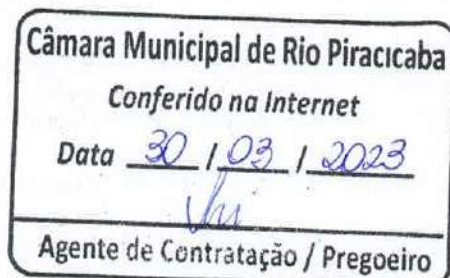 Câmara Municipal de Rio Piracicaba
Conferido na Internet
Data 30 / 03 / 2023
Agente de Contratação / Pregoeiro